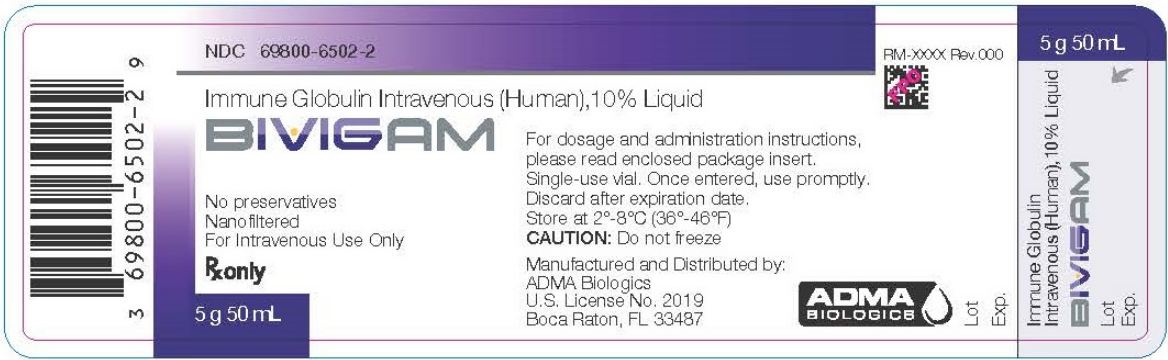 3 69800-6502-2 9
NDC 69800-6502-2
Immune Globulin Intravenous (Human),10% Liquid
BIVIGAM
No preservatives
Nanofiltered
For Intravenous Use Only
Rx only
5 g 50 mL
For dosage and administration instructions,
please read enclosed package insert.
Single-use vial. Once entered, use promptly.
Discard after expiration date.
Store at 2°-8°C (36°-46°F)
CAUTION: Do not freeze
Manufactured and Distributed by:
ADMA Biologics
U.S. License No. 2019
Boca Raton, FL 33487
RM-XXXX Rev.000
FPO
ADMA
BIOLOGICS
Lot
Exp.
5 g 50 mL
Immune Globulin
Intravenous (Human),10% Liquid
BIVIGAM
Lot
Exp.